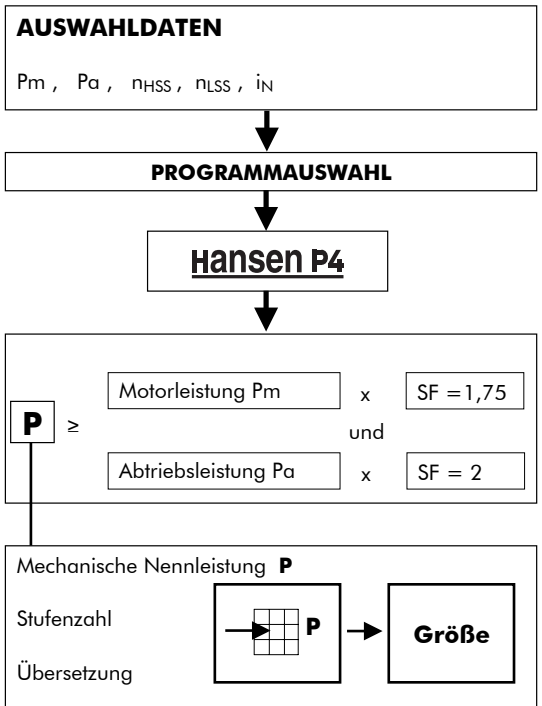 AUSWAHLDATEN
Pm , Pa , nHSS , nLSS , iN
PROGRAMMAUSWAHL
Hansen P4
Motorleistung Pm x SF =1,75
P ≥ und
Abtriebsleistung Pa x SF = 2
Mechanische Nennleistung P
Stufenzahl
P Größe
Übersetzung